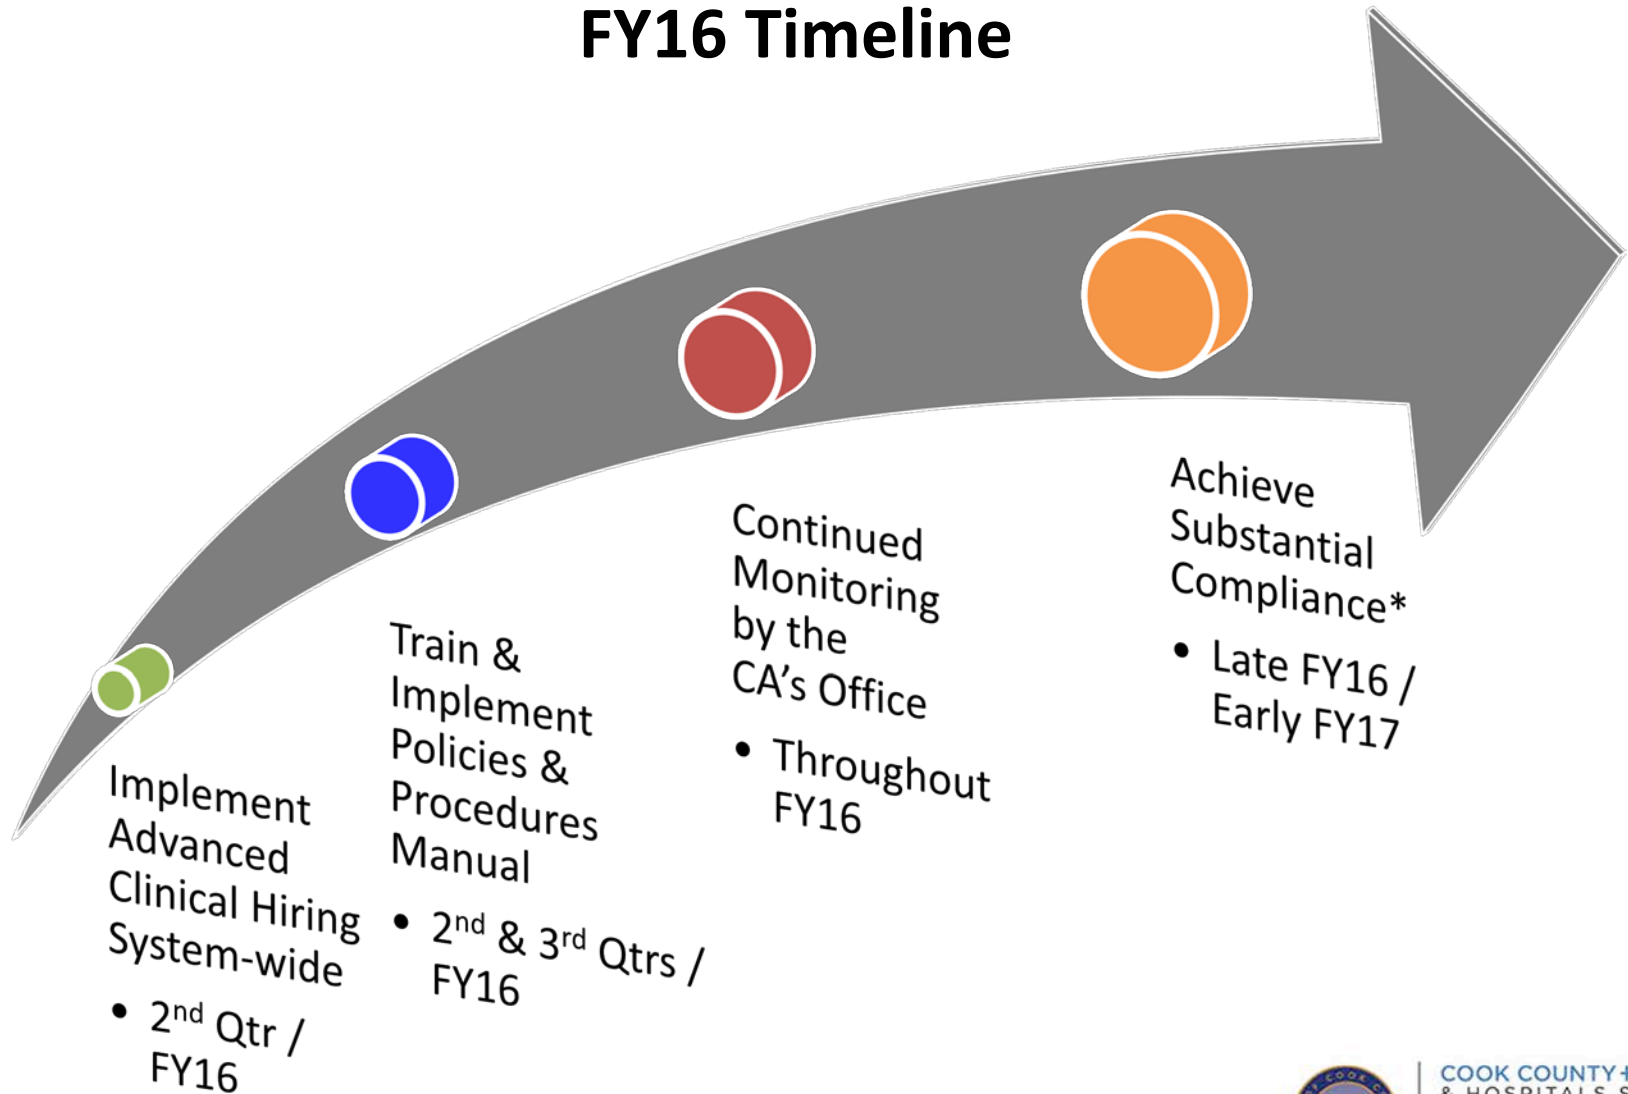 FY16 Timeline
Implement
Advanced
Clinical Hiring
System-wide
• 2nd Qtr /
FY16
Train &
Implement
Policies &
Procedures
Manual
• 2nd & 3rd Qtrs /
FY16
Continued
Monitoring
by the
CA's Office
• Throughout
FY16
Achieve
Substantial
Compliance*
• Late FY16 /
Early FY17
COOK COUNTY
& HOSPITALS